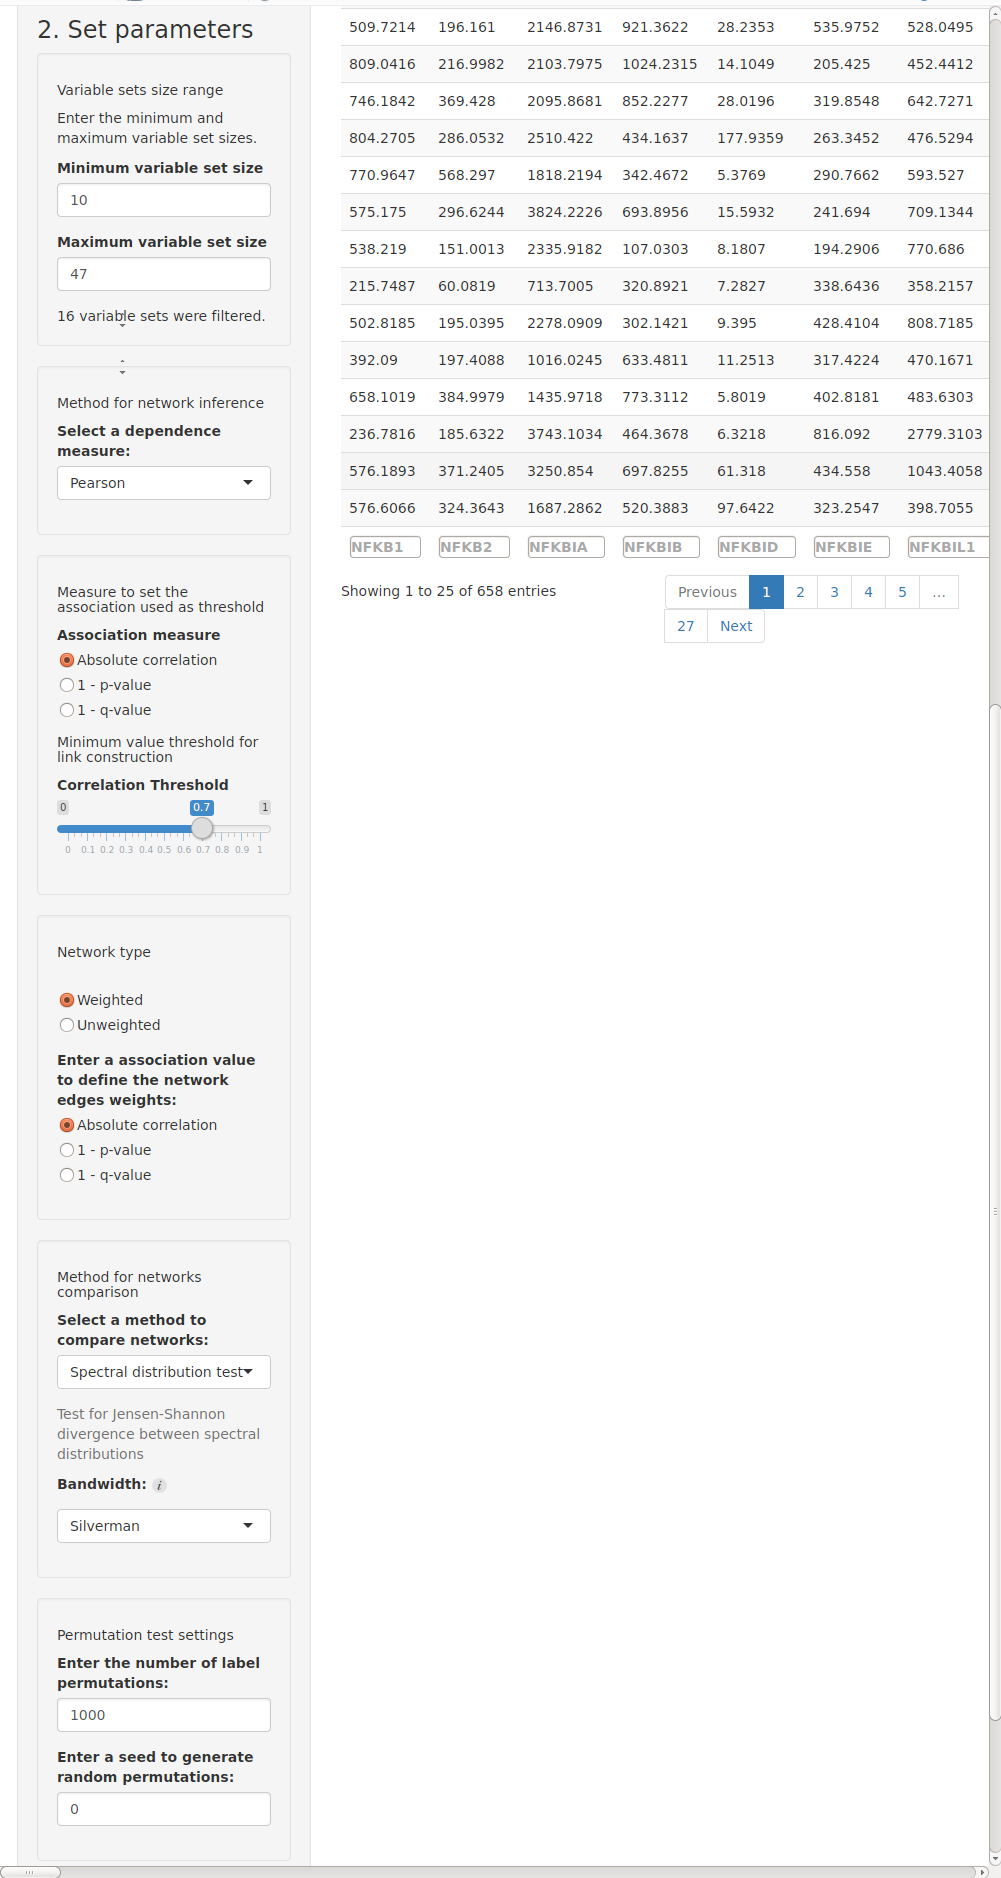 2. Set parameters
Variable sets size range
Enter the minimum and
maximum variable set sizes.
Minimum variable set size
10
Maximum variable set size
47
16 variable sets were filtered.
Method for network inference
Select a dependence
measure:
Pearson
Measure to set the
association used as threshold
Association measure
Absolute correlation
1 - p-value
1 - q-value
Minimum value threshold for
link construction
Correlation Threshold
0 0.7 1
0 0.1 0.2 0.3 0.4 0.5 0.6 0.7 0.8 0.9 1
Network type
Weighted
Unweighted
Enter a association value
to define the network
edges weights:
Absolute correlation
1 - p-value
1 - q-value
Method for networks
comparison
Select a method to
compare networks:
Spectral distribution test
Test for Jensen-Shannon
divergence between spectral
distributions
Bandwidth: i
Silverman
Permutation test settings
Enter the number of label
permutations:
1000
Enter a seed to generate
random permutations:
0
509.7214 196.161 2146.8731 921.3622 28.2353 535.9752 528.0495
809.0416 216.9982 2103.7975 1024.2315 14.1049 205.425 452.4412
746.1842 369.428 2095.8681 852.2277 28.0196 319.8548 642.7271
804.2705 286.0532 2510.422 434.1637 177.9359 263.3452 476.5294
770.9647 568.297 1818.2194 342.4672 5.3769 290.7662 593.527
575.175 296.6244 3824.2226 693.8956 15.5932 241.694 709.1344
538.219 151.0013 2335.9182 107.0303 8.1807 194.2906 770.686
215.7487 60.0819 713.7005 320.8921 7.2827 338.6436 358.2157
502.8185 195.0395 2278.0909 302.1421 9.395 428.4104 808.7185
392.09 197.4088 1016.0245 633.4811 11.2513 317.4224 470.1671
658.1019 384.9979 1435.9718 773.3112 5.8019 402.8181 483.6303
236.7816 185.6322 3743.1034 464.3678 6.3218 816.092 2779.3103
576.1893 371.2405 3250.854 697.8255 61.318 434.558 1043.4058
576.6066 324.3643 1687.2862 520.3883 97.6422 323.2547 398.7055
NFKB1 NFKB2 NFKBIA NFKBIB NFKBID NFKBIE NFKBIL1
Showing 1 to 25 of 658 entries
Previous 1 2 3 4 5 …
27 Next